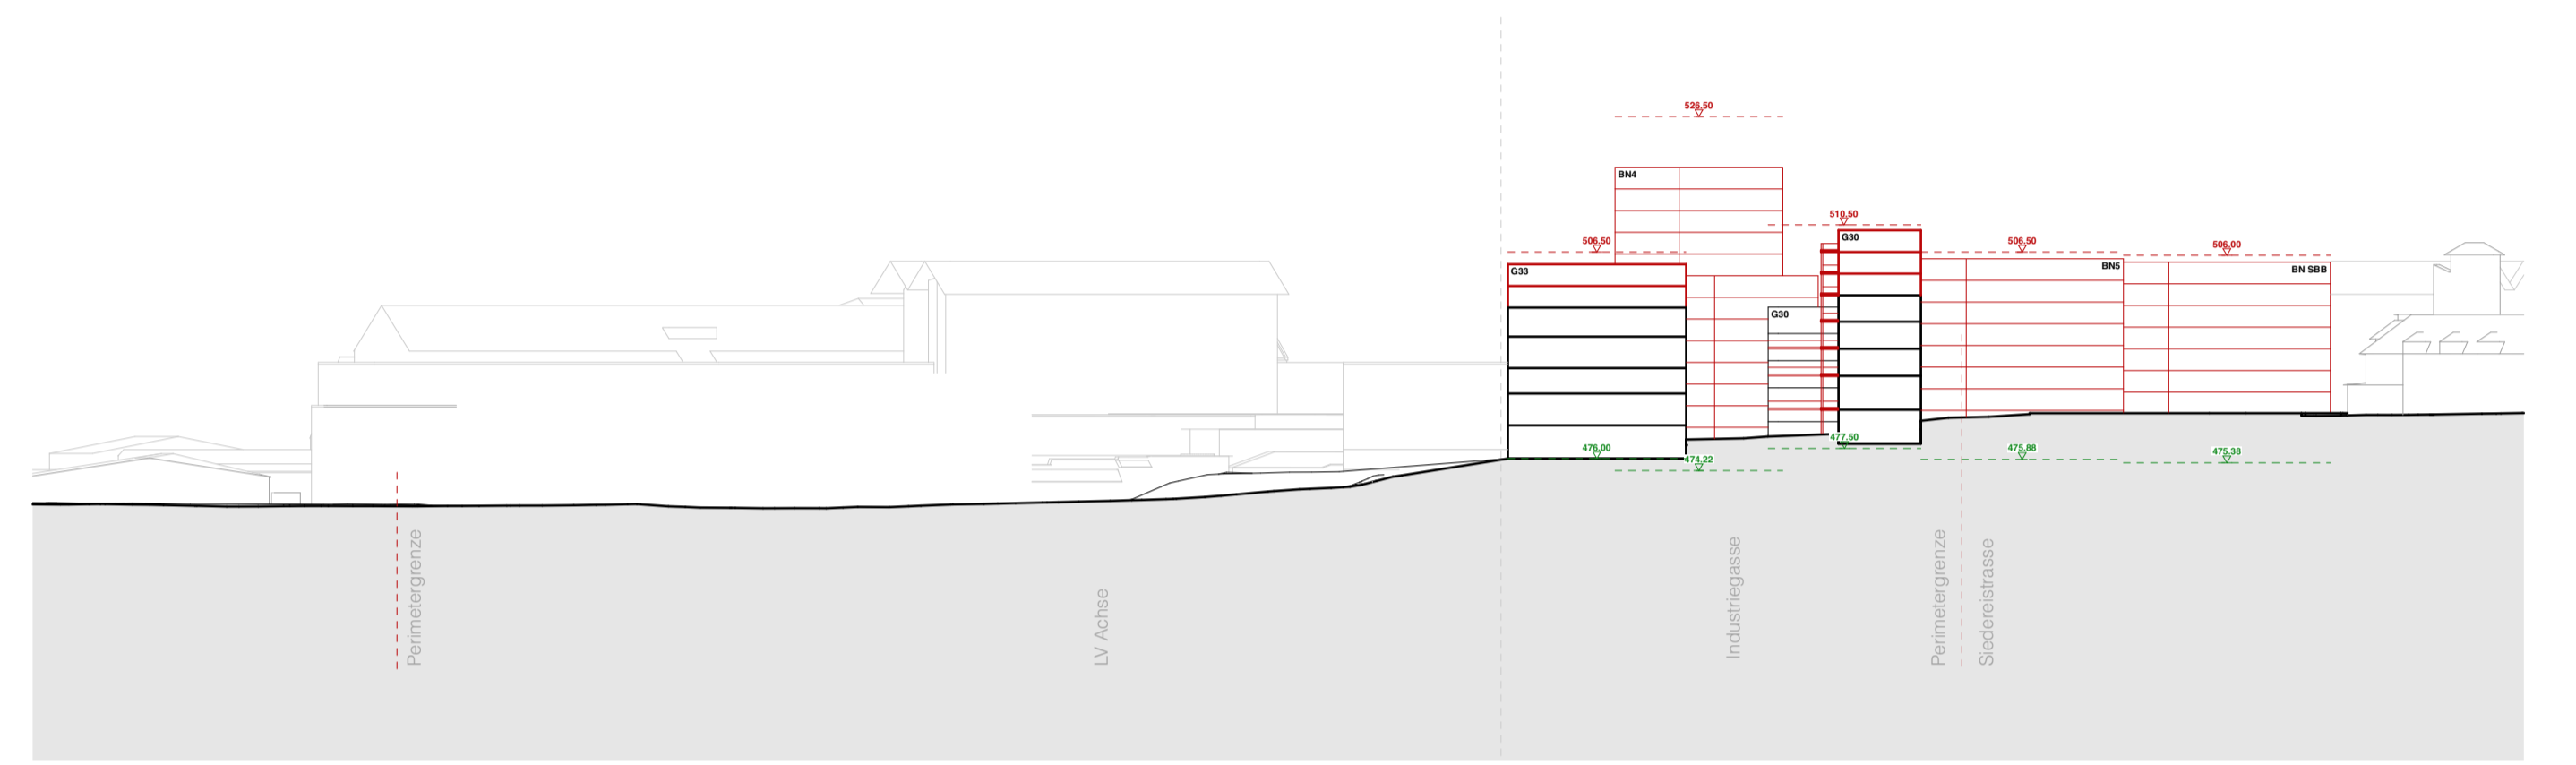 526.50
BN4
510.50
G30
506.50
506.50
506.00
G33
BN5
BN SBB
G30
476.00
474.22
477.50
475.88
475.38
Perimetergrenze
LV Achse
Industriegasse
Perimetergrenze
Siedereistrasse